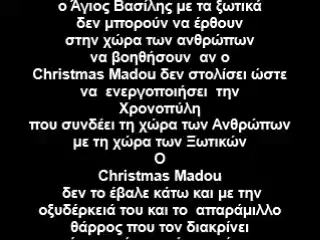 ο Άγιος Βασίλης με τα ξωτικά
δεν μπορούν να έρθουν
στην χώρα των ανθρώπων
να βοηθήσουν αν ο
Christmas Madou δεν στολίσει ώστε
να ενεργοποιήσει την
Χρονοπύλη
που συνδέει τη χώρα των Ανθρώπων
με τη χώρα των Ξωτικών
Ο
Christmas Madou
δεν το έβαλε κάτω και με την
οξυδέρκειά του και το απαράμιλλο
θάρρος που τον διακρίνει